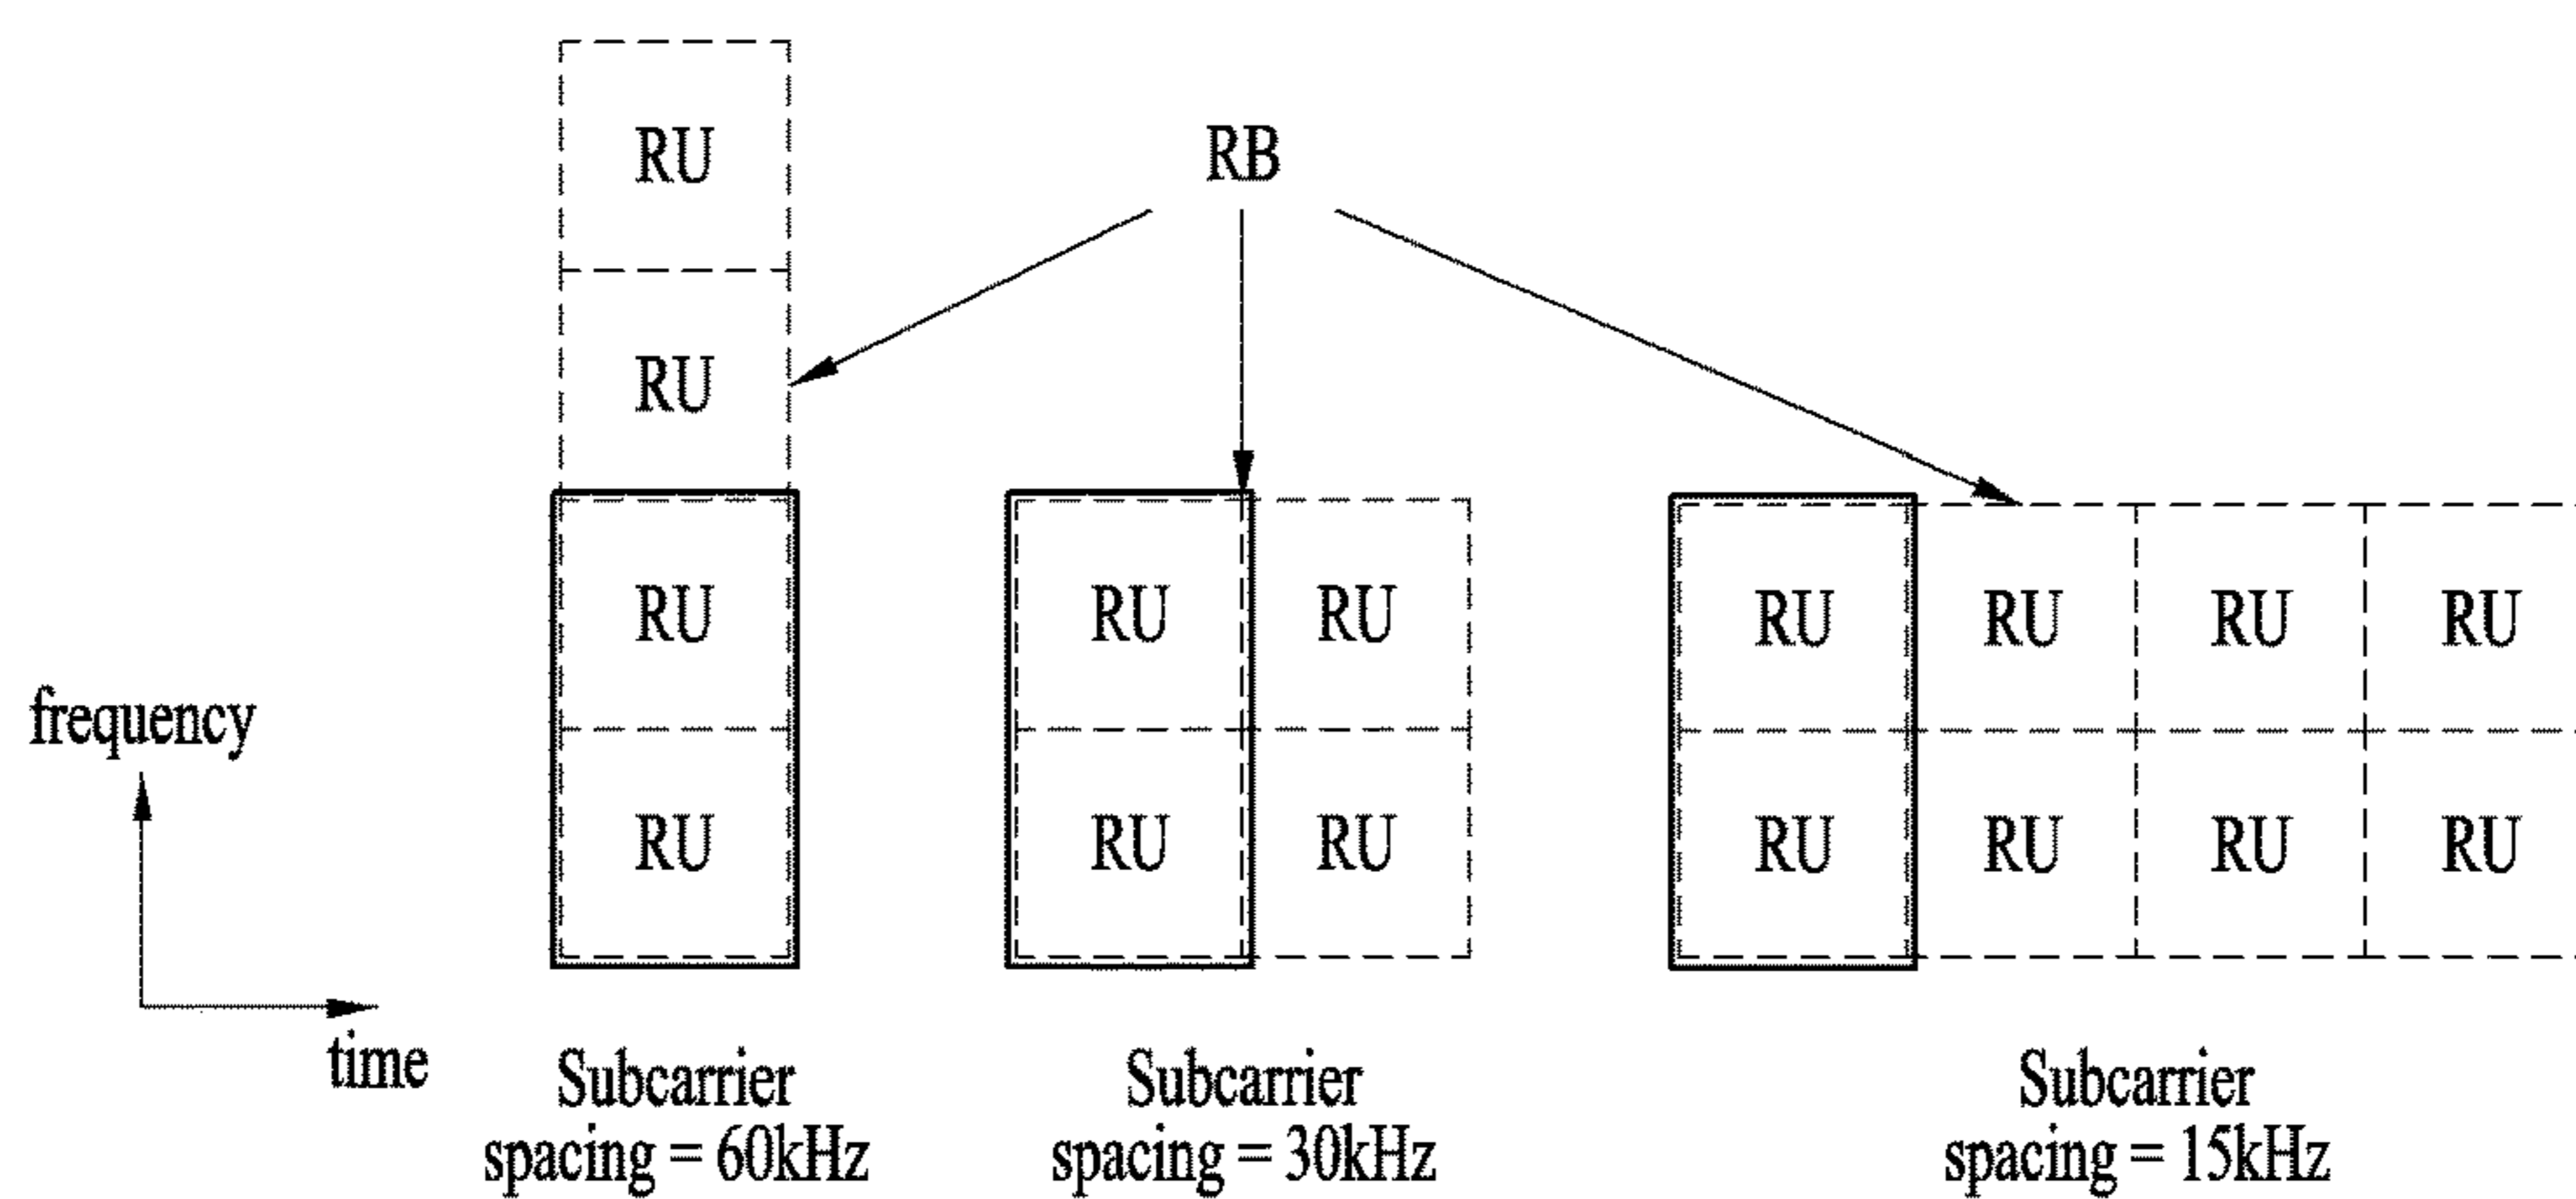 RU
RB
RU
RU RU RU RU RU RU RU
frequency
RU RU RU RU RU RU RU
time
Subcarrier
spacing = 60kHz
Subcarrier
spacing = 30kHz
Subcarrier
spacing = 15kHz